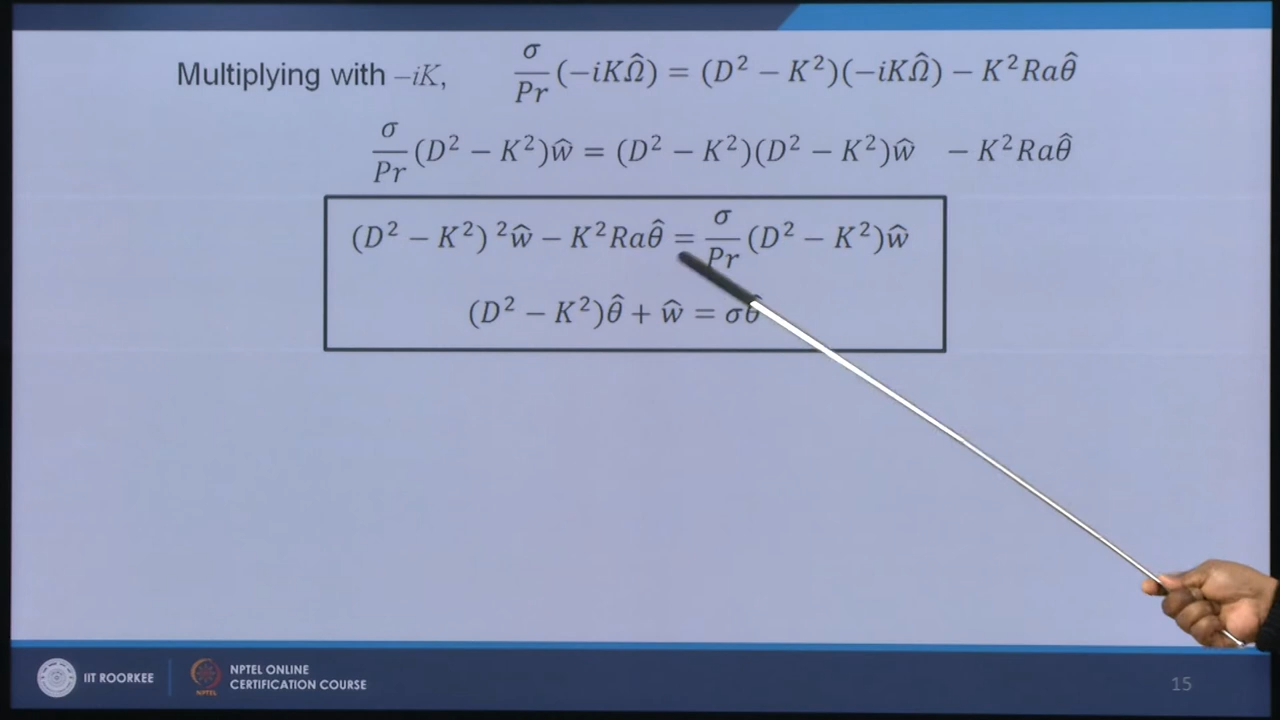 Multiplying with −iK, σ/Pr (−iKΩ̂) = (D² − K²)(−iKΩ̂) − K²Raθ̂
σ/Pr (D² − K²)ŵ = (D² − K²)(D² − K²)ŵ − K²Raθ̂
(D² − K²) ²ŵ − K²Raθ̂ = σ/Pr (D² − K²)ŵ
(D² − K²)θ̂ + ŵ = σθ̂
IIT ROORKEE
NPTEL
NPTEL ONLINE
CERTIFICATION COURSE
15